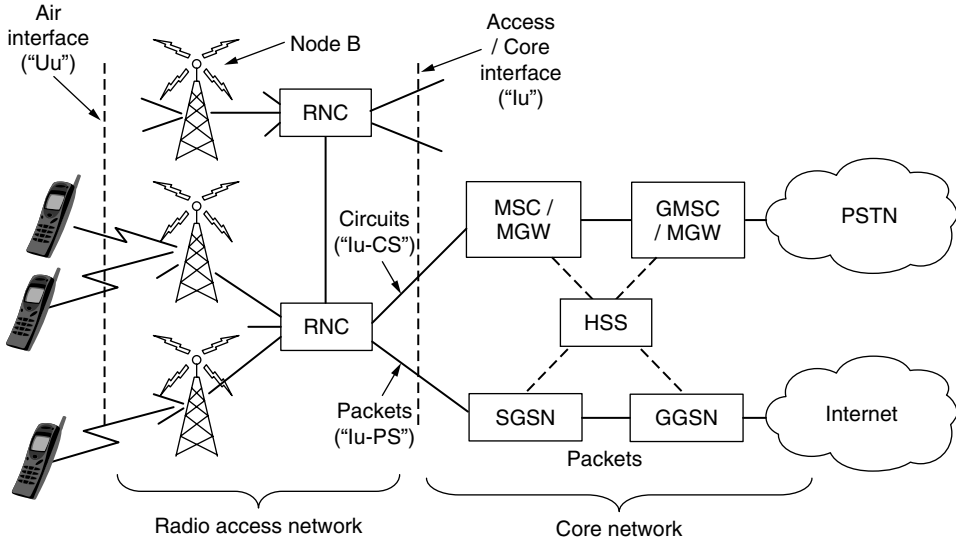 Air
interface
(“Uu”)
Node B
Access
/ Core
interface
(“Iu”)
RNC
Circuits
(“Iu-CS”)
MSC /
MGW
GMSC
/ MGW
PSTN
RNC
HSS
Packets
(“Iu-PS”)
SGSN
GGSN
Internet
Packets
Radio access network
Core network